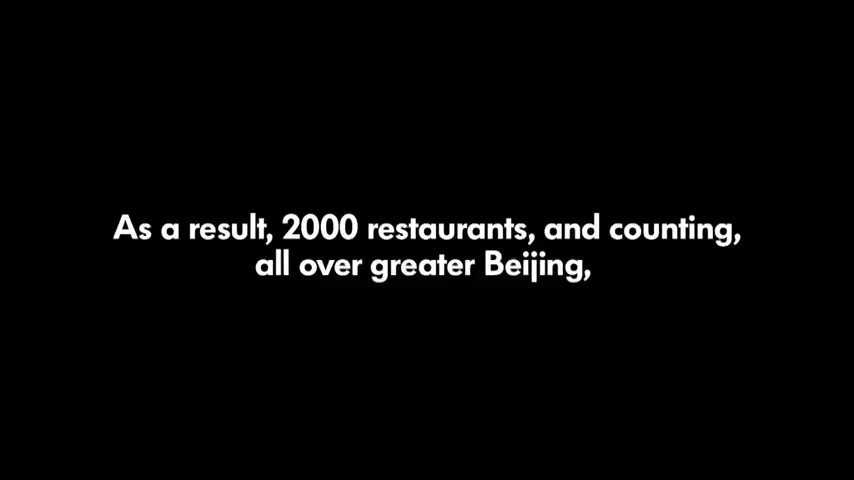 As a result, 2000 restaurants, and counting,
all over greater Beijing,